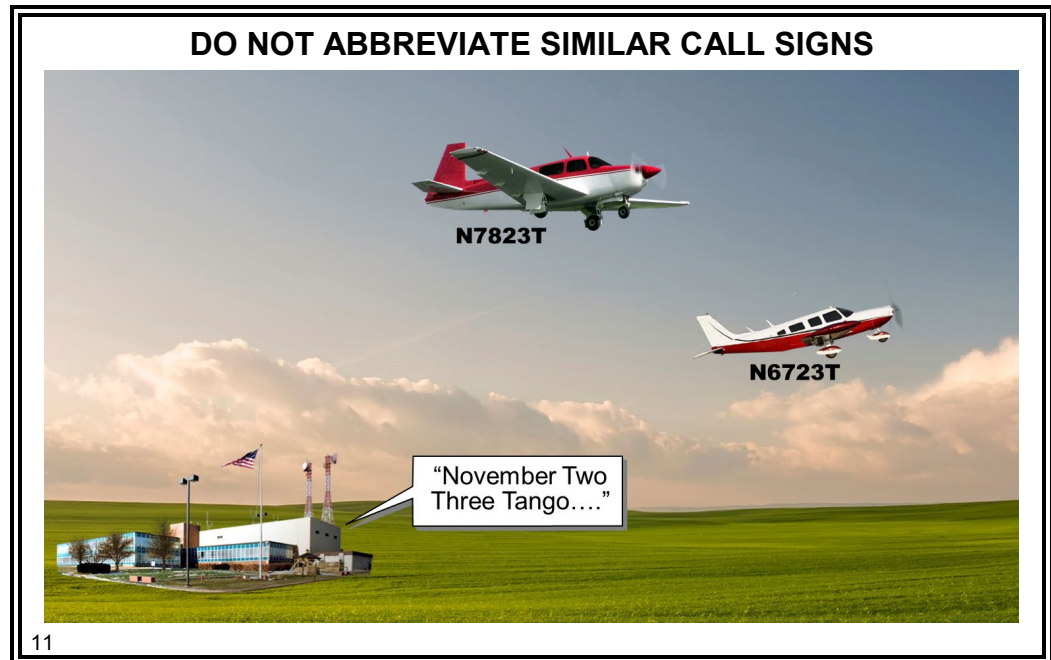 DO NOT ABBREVIATE SIMILAR CALL SIGNS
N7823T
N6723T
“November Two
Three Tango….”
11